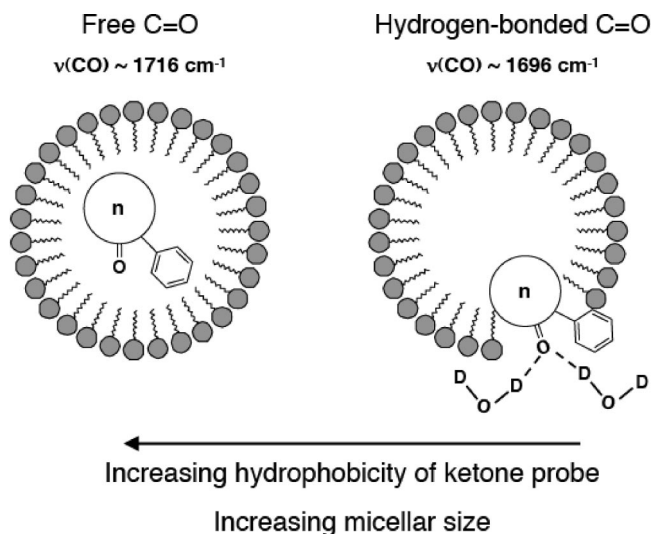 Free C=O
Hydrogen-bonded C=O
ν(CO) ~ 1716 cm⁻¹
ν(CO) ~ 1696 cm⁻¹
n
O
n
O
D
D
O
D
D
O
Increasing hydrophobicity of ketone probe
Increasing micellar size